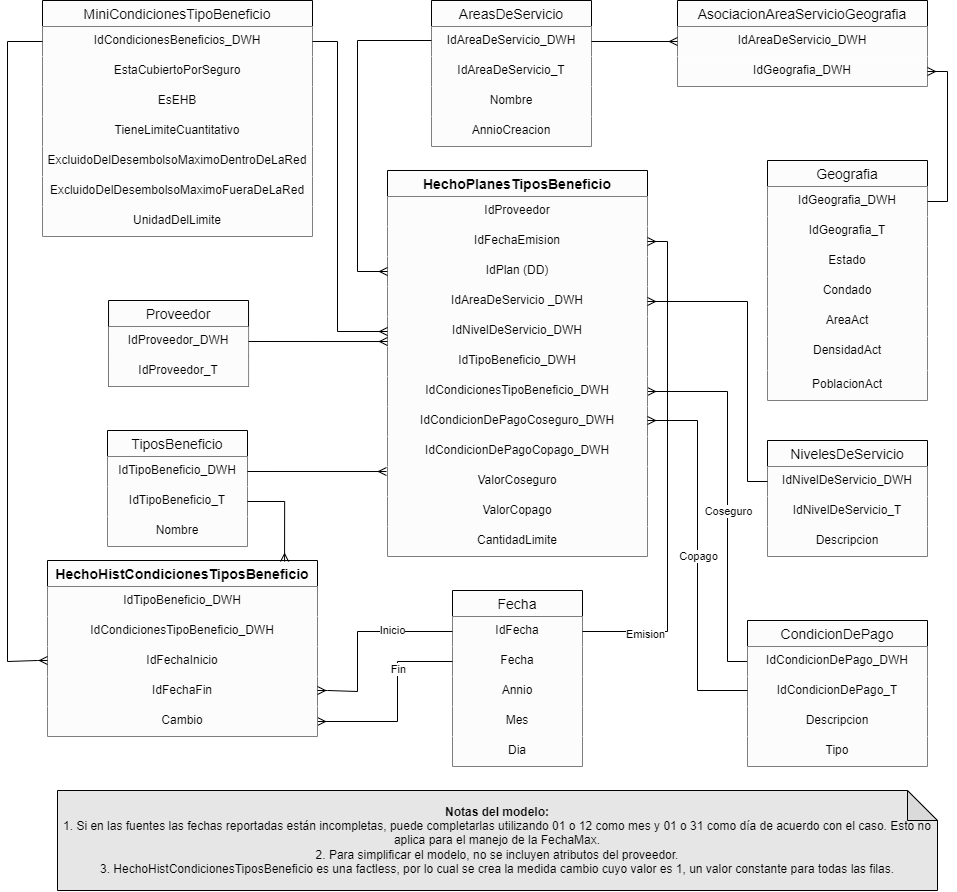 MiniCondicionesTipoBeneficio
IdCondicionesBeneficios_DWH
EstaCubiertoPorSeguro
EsEHB
TieneLimiteCuantitativo
ExcluidoDelDesembolsoMaximoDentroDeLaRed
ExcluidoDelDesembolsoMaximoFueraDeLaRed
UnidadDelLimite
AreasDeServicio
IdAreaDeServicio_DWH
IdAreaDeServicio_T
Nombre
AnnioCreacion
AsociacionAreaServicioGeografia
IdAreaDeServicio_DWH
IdGeografia_DWH
Geografia
IdGeografia_DWH
IdGeografia_T
Estado
Condado
AreaAct
DensidadAct
PoblacionAct
HechoPlanesTiposBeneficio
IdProveedor
IdFechaEmision
IdPlan (DD)
IdAreaDeServicio _DWH
IdNivelDeServicio_DWH
IdTipoBeneficio_DWH
IdCondicionesTipoBeneficio_DWH
IdCondicionDePagoCoseguro_DWH
IdCondicionDePagoCopago_DWH
ValorCoseguro
ValorCopago
CantidadLimite
Proveedor
IdProveedor_DWH
IdProveedor_T
TiposBeneficio
IdTipoBeneficio_DWH
IdTipoBeneficio_T
Nombre
NivelesDeServicio
IdNivelDeServicio_DWH
IdNivelDeServicio_T
Descripcion
Coseguro
Copago
HechoHistCondicionesTiposBeneficio
IdTipoBeneficio_DWH
IdCondicionesTipoBeneficio_DWH
IdFechaInicio
IdFechaFin
Cambio
Inicio
Fin
Fecha
IdFecha
Fecha
Annio
Mes
Dia
Emision
CondicionDePago
IdCondicionDePago_DWH
IdCondicionDePago_T
Descripcion
Tipo
Notas del modelo:
1. Si en las fuentes las fechas reportadas están incompletas, puede completarlas utilizando 01 o 12 como mes y 01 o 31 como día de acuerdo con el caso. Esto no
aplica para el manejo de la FechaMax.
2. Para simplificar el modelo, no se incluyen atributos del proveedor.
3. HechoHistCondicionesTiposBeneficio es una factless, por lo cual se crea la medida cambio cuyo valor es 1, un valor constante para todas las filas.